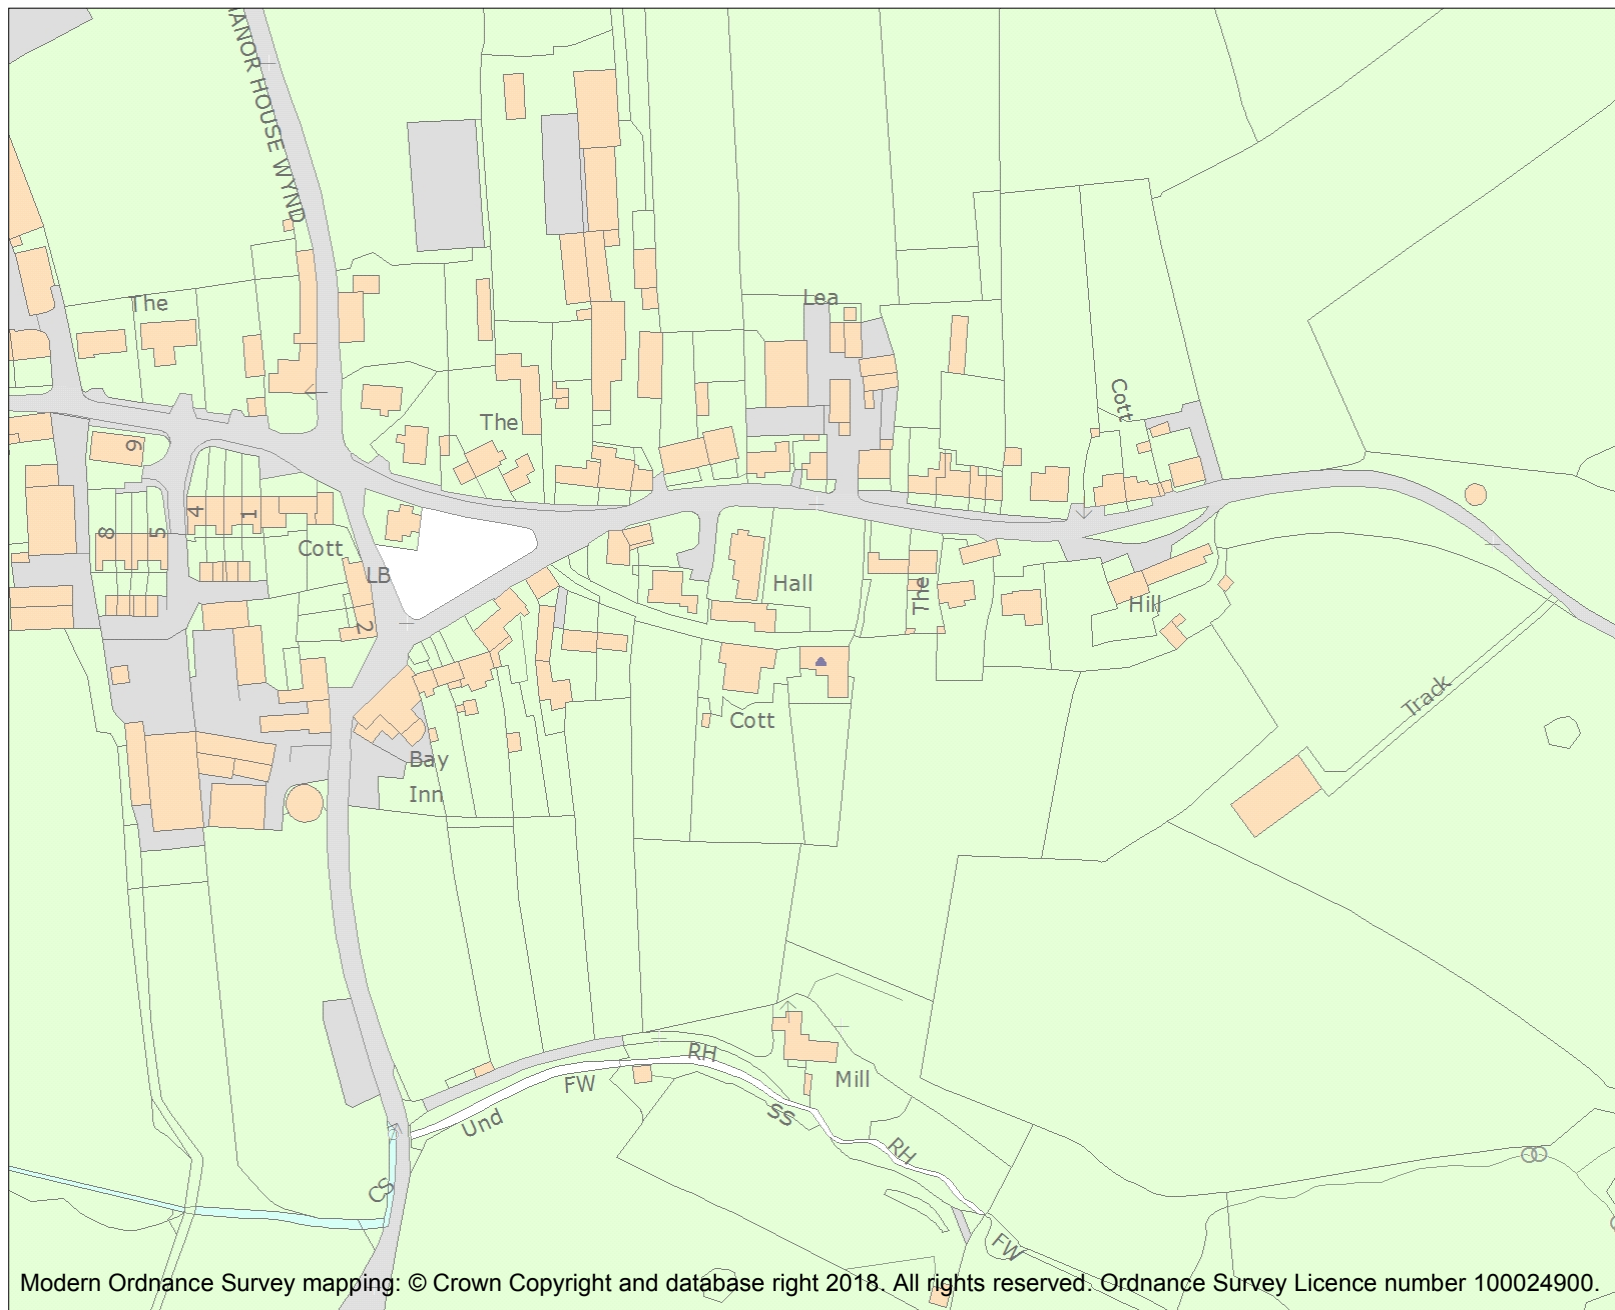 MANOR HOUSE WYND
The
Lea
Cott
The
9
4
1
8
5
Cott
LB
Hall
The
Hill
2
Track
Cott
Bay
Inn
RH
Mill
FW
SS
Und
RH
CS
FW
Modern Ordnance Survey mapping: © Crown Copyright and database right 2018. All rights reserved. Ordnance Survey Licence number 100024900.